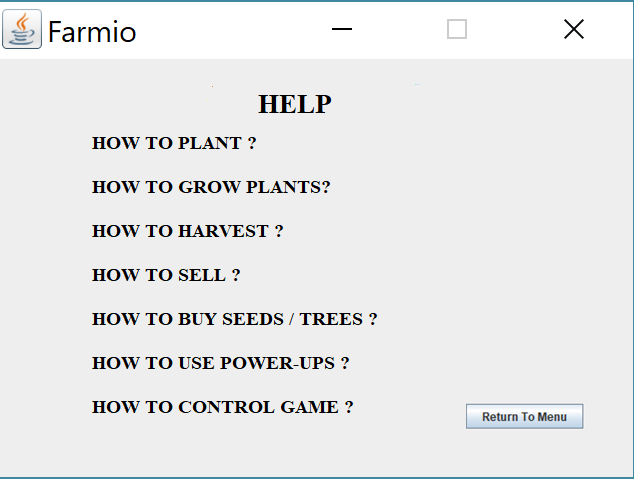 Farmio
HELP
HOW TO PLANT ?
HOW TO GROW PLANTS?
HOW TO HARVEST ?
HOW TO SELL ?
HOW TO BUY SEEDS / TREES ?
HOW TO USE POWER-UPS ?
HOW TO CONTROL GAME ?
Return To Menu